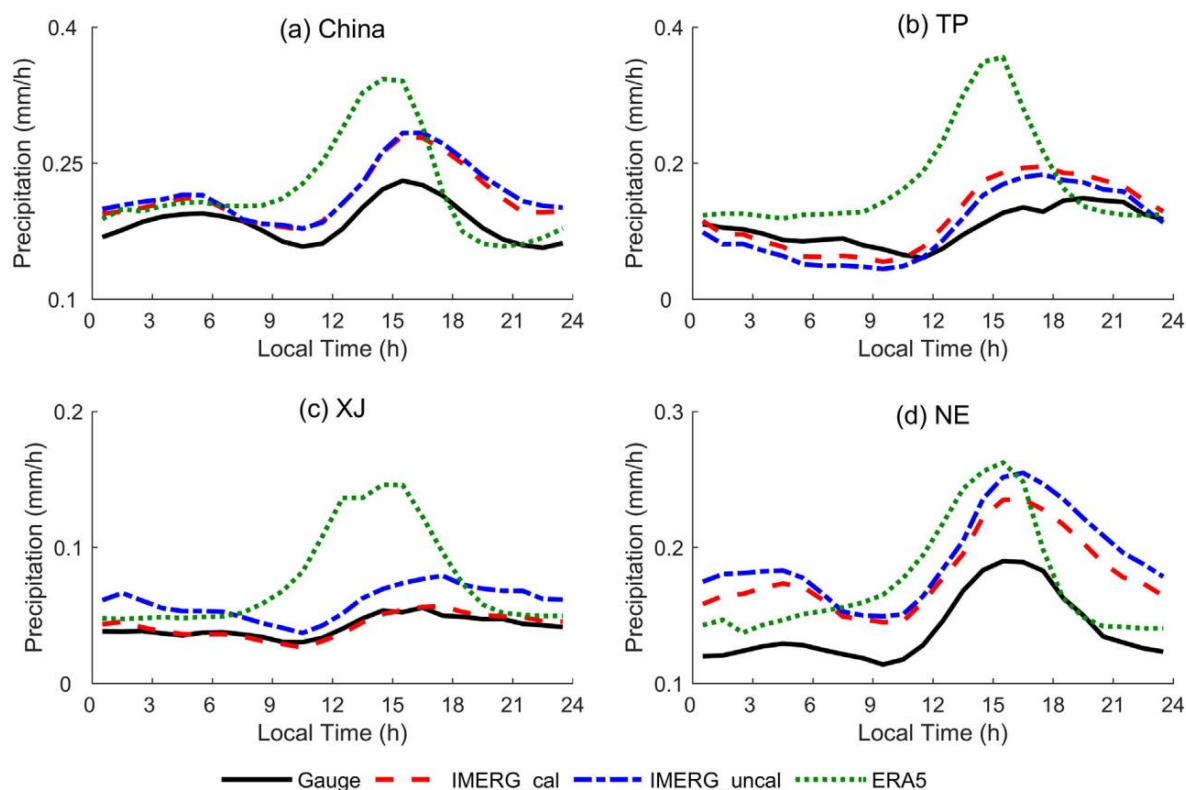 (a) China
Precipitation (mm/h)
0.4
0.25
0.1
0 3 6 9 12 15 18 21 24
Local Time (h)
(b) TP
Precipitation (mm/h)
0.4
0.2
0
0 3 6 9 12 15 18 21 24
Local Time (h)
(c) XJ
Precipitation (mm/h)
0.2
0.1
0
0 3 6 9 12 15 18 21 24
Local Time (h)
(d) NE
Precipitation (mm/h)
0.3
0.2
0.1
0 3 6 9 12 15 18 21 24
Local Time (h)
Gauge IMERG_cal IMERG_uncal ERA5